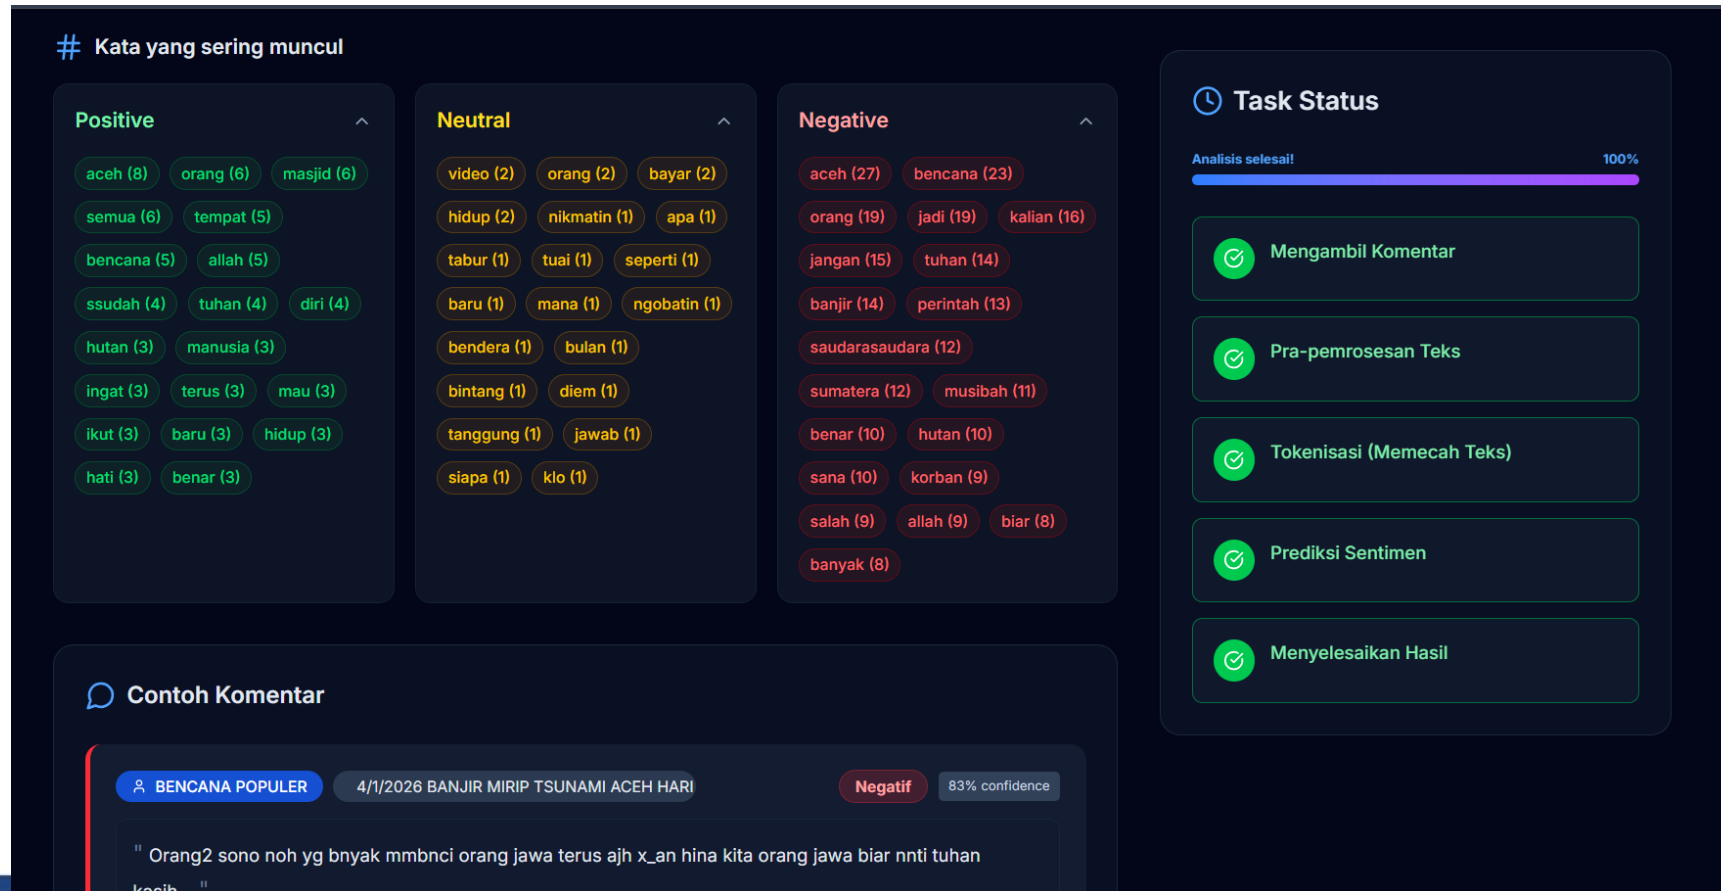 Kata yang sering muncul
Positive
aceh (8) orang (6) masjid (6)
semua (6) tempat (5)
bencana (5) allah (5)
ssudah (4) tuhan (4) diri (4)
hutan (3) manusia (3)
ingat (3) terus (3) mau (3)
ikut (3) baru (3) hidup (3)
hati (3) benar (3)
Neutral
video (2) orang (2) bayar (2)
hidup (2) nikmatin (1) apa (1)
tabur (1) tuai (1) seperti (1)
baru (1) mana (1) ngobatin (1)
bendera (1) bulan (1)
bintang (1) diem (1)
tanggung (1) jawab (1)
siapa (1) klo (1)
Negative
aceh (27) bencana (23)
orang (19) jadi (19) kalian (16)
jangan (15) tuhan (14)
banjir (14) perintah (13)
saudarasaudara (12)
sumatera (12) musibah (11)
benar (10) hutan (10)
sana (10) korban (9)
salah (9) allah (9) biar (8)
banyak (8)
Task Status
Analisis selesai! 100%
Mengambil Komentar
Pra-pemrosesan Teks
Tokenisasi (Memecah Teks)
Prediksi Sentimen
Menyelesaikan Hasil
Contoh Komentar
BENCANA POPULER 4/1/2026 BANJIR MIRIP TSUNAMI ACEH HARI Negatif 83% confidence
" Orang2 sono noh yg bnyak mmbnci orang jawa terus ajh x_an hina kita orang jawa biar nnti tuhan